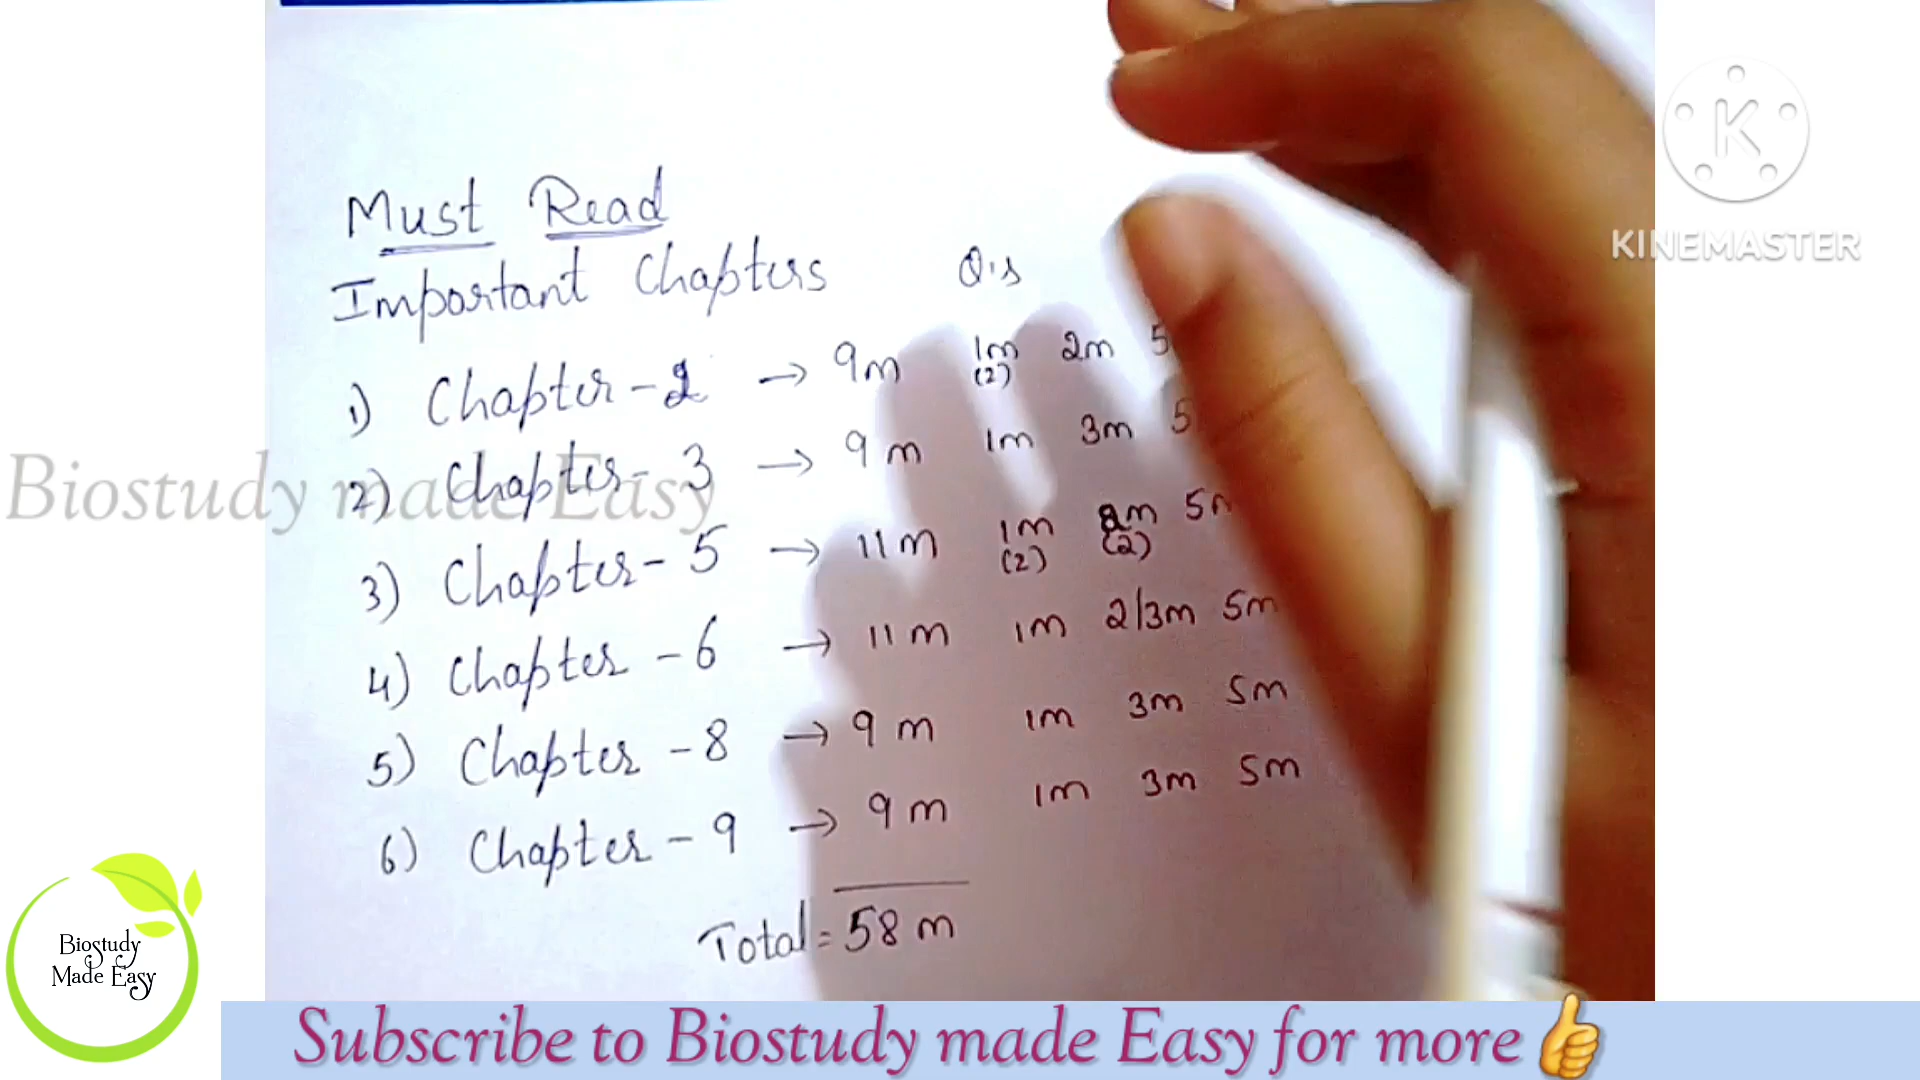 KINEMASTER
Must Read
Important Chapters Q.s
1) Chapter - 2 → 9m 1m (2) 2m 5
2) Chapter - 3 → 9 m 1m 3m 5
3) Chapter - 5 → 11 m 1m (2) 2m (2) 5m
4) Chapter - 6 → 11 m 1m 2/3m 5m
5) Chapter - 8 → 9 m 1m 3m 5m
6) Chapter - 9 → 9 m 1m 3m 5m
Total = 58 m
Biostudy made Easy
Biostudy
Made Easy
Subscribe to Biostudy made Easy for more